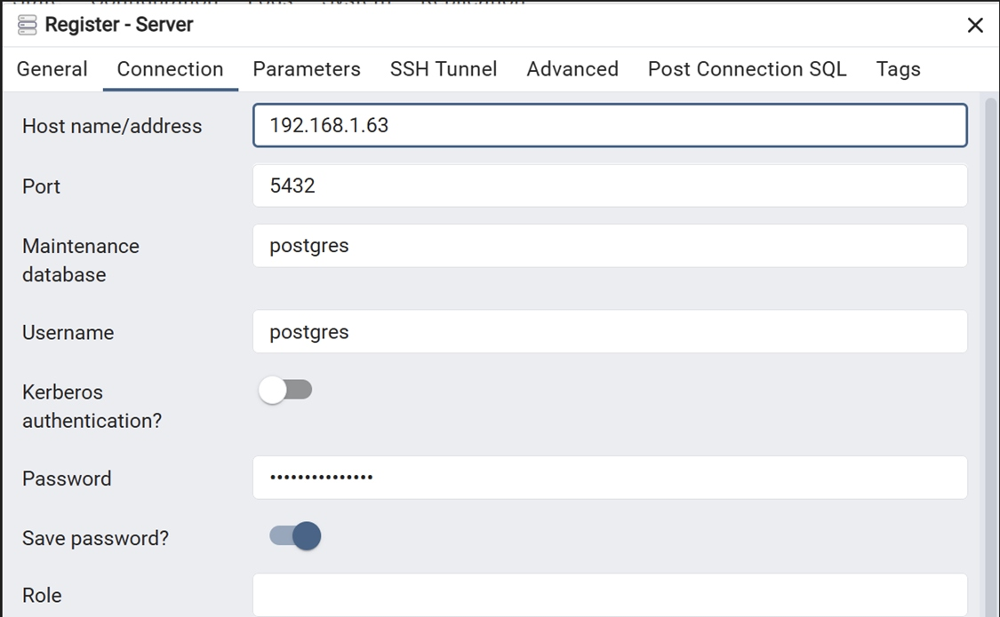 Register - Server
General Connection Parameters SSH Tunnel Advanced Post Connection SQL Tags
Host name/address 192.168.1.63
Port 5432
Maintenance
database postgres
Username postgres
Kerberos
authentication?
Password •••••••••••••••
Save password?
Role